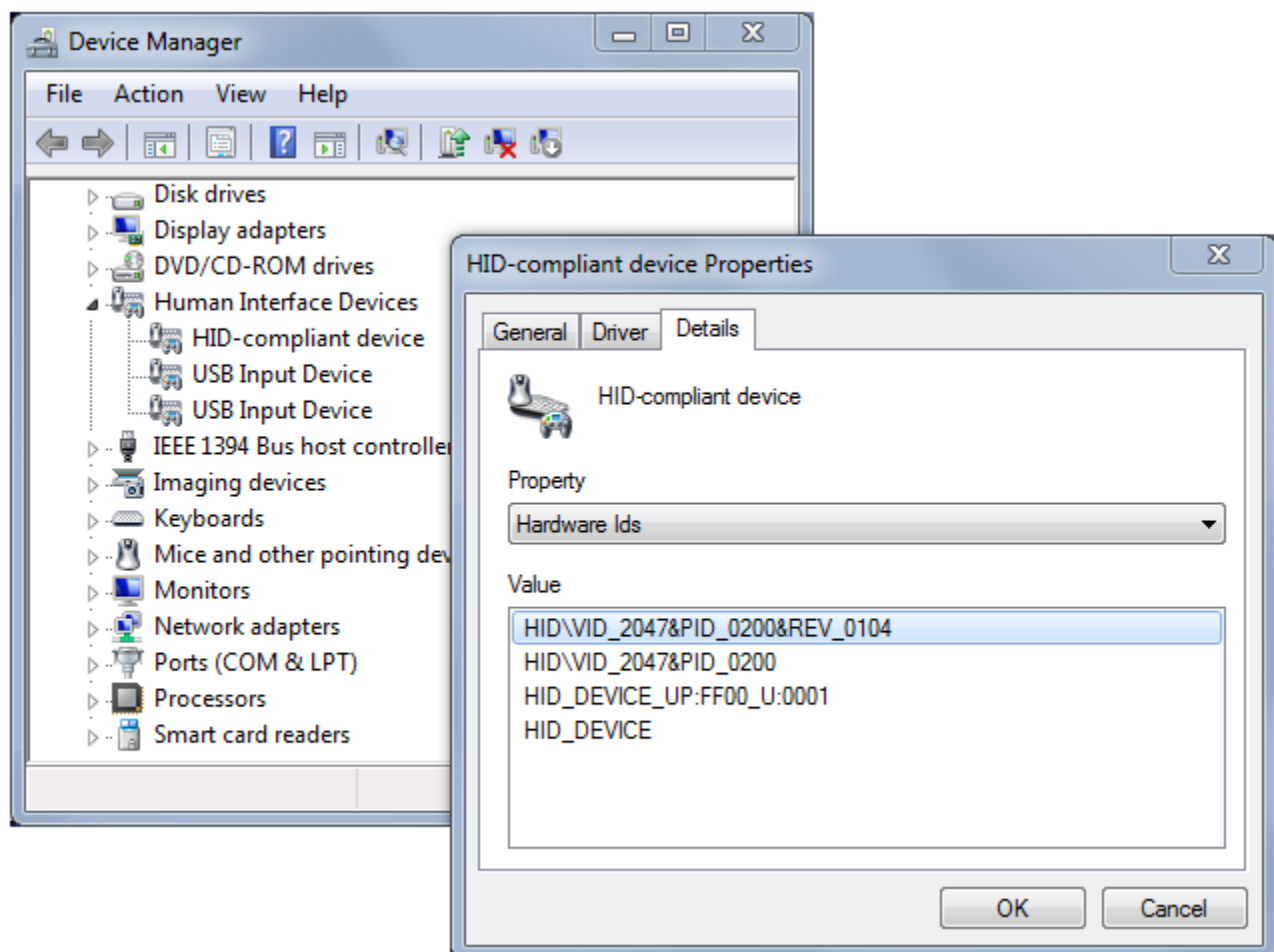 Device Manager
File Action View Help
Disk drives
Display adapters
DVD/CD-ROM drives
Human Interface Devices
HID-compliant device
USB Input Device
USB Input Device
IEEE 1394 Bus host controller
Imaging devices
Keyboards
Mice and other pointing dev
Monitors
Network adapters
Ports (COM & LPT)
Processors
Smart card readers
HID-compliant device Properties
General Driver Details
HID-compliant device
Property
Hardware Ids
Value
HID\VID_2047&PID_0200&REV_0104
HID\VID_2047&PID_0200
HID_DEVICE_UP:FF00_U:0001
HID_DEVICE
OK Cancel